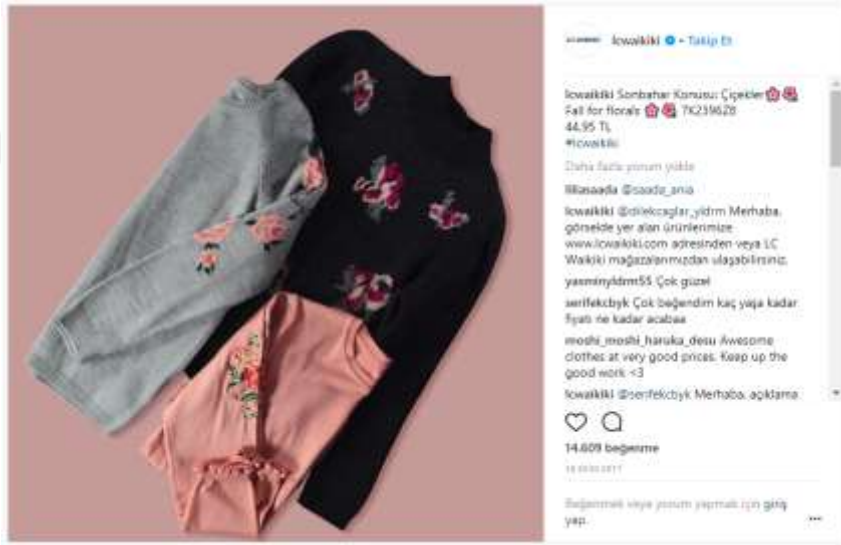 lcwaikiki • Takip Et
lcwaikiki Sonbahar Konusu: Çiçekler🌸🌺
Fall for florals 🌸🌺 7K2396Z8
44.95 TL
#lcwaikiki
Daha fazla yorum yükle
liliasaada @saada_ania
lcwaikiki @dilekcaglar_yldrm Merhaba,
görselde yer alan ürünlerimize
www.lcwaikiki.com adresinden veya LC
Waikiki mağazalarımızdan ulaşabilirsiniz.
yasminyldrm55 Çok güzel
serifekcbyk Çok beğendim kaç yaşa kadar
fiyatı ne kadar acabaa
moshi_moshi_haruka_desu Awesome
clothes at very good prices. Keep up the
good work <3
lcwaikiki @serifekcbyk Merhaba, açıklama
14.609 beğenme
2017
Beğenmek veya yorum yapmak için giriş
yap.